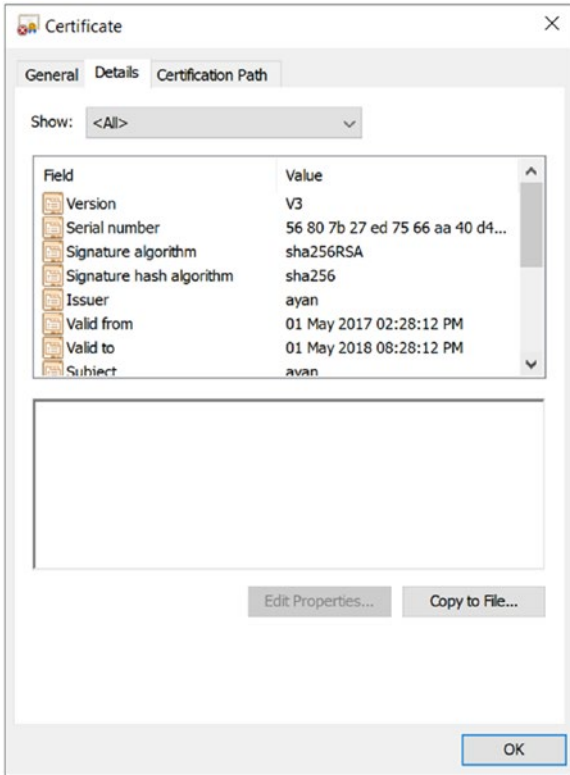 Certificate
General Details Certification Path
Show: <All>
Field Value
Version V3
Serial number 56 80 7b 27 ed 75 66 aa 40 d4...
Signature algorithm sha256RSA
Signature hash algorithm sha256
Issuer ayan
Valid from 01 May 2017 02:28:12 PM
Valid to 01 May 2018 08:28:12 PM
Subject ayan
Edit Properties... Copy to File...
OK